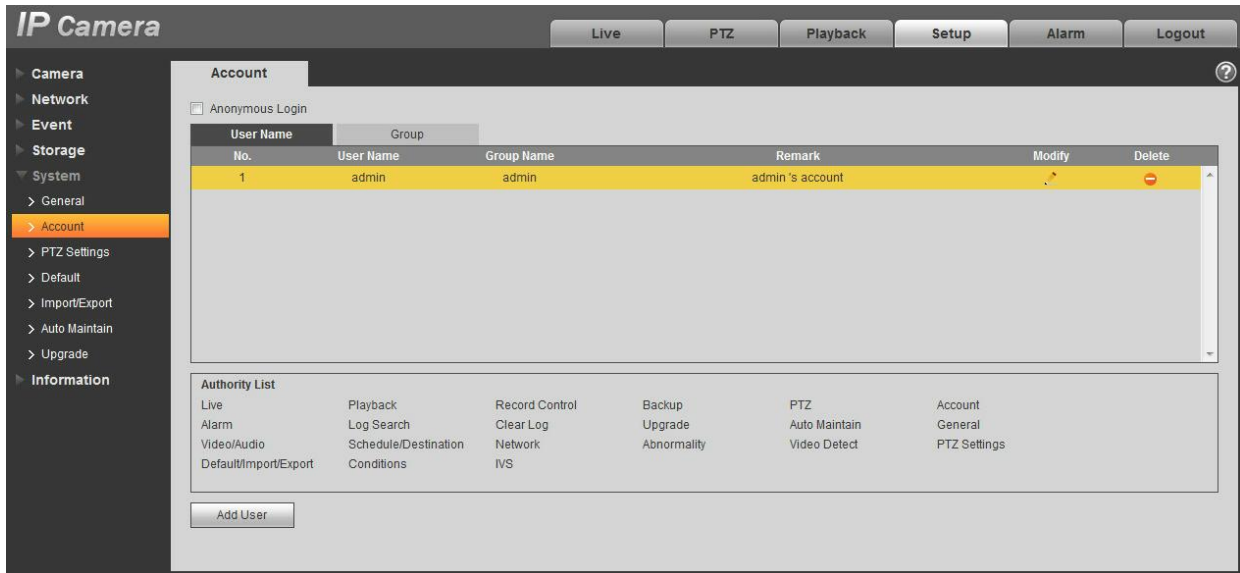 IP Camera
Live PTZ Playback Setup Alarm Logout
Camera
Network
Event
Storage
System
General
Account
PTZ Settings
Default
Import/Export
Auto Maintain
Upgrade
Information
Account
?
Anonymous Login
User Name Group
No. User Name Group Name Remark Modify Delete
1 admin admin admin 's account
Authority List
Live Playback Record Control Backup PTZ Account
Alarm Log Search Clear Log Upgrade Auto Maintain General
Video/Audio Schedule/Destination Network Abnormality Video Detect PTZ Settings
Default/Import/Export Conditions IVS
Add User